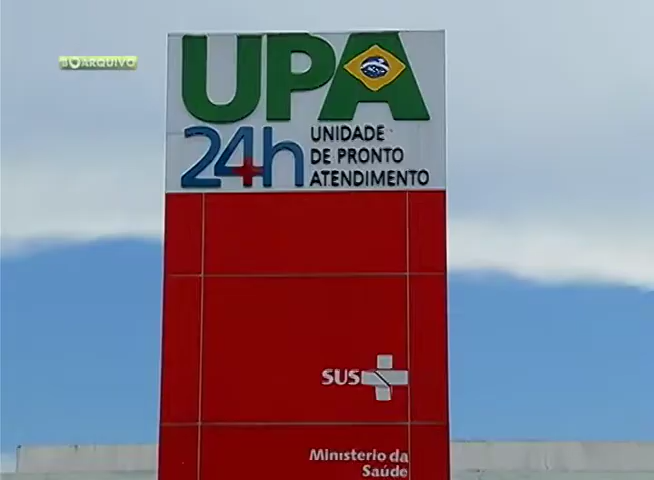 ARQUIVO
UPA
24h
UNIDADE
DE PRONTO
ATENDIMENTO
SUS
Ministerio da
Saúde